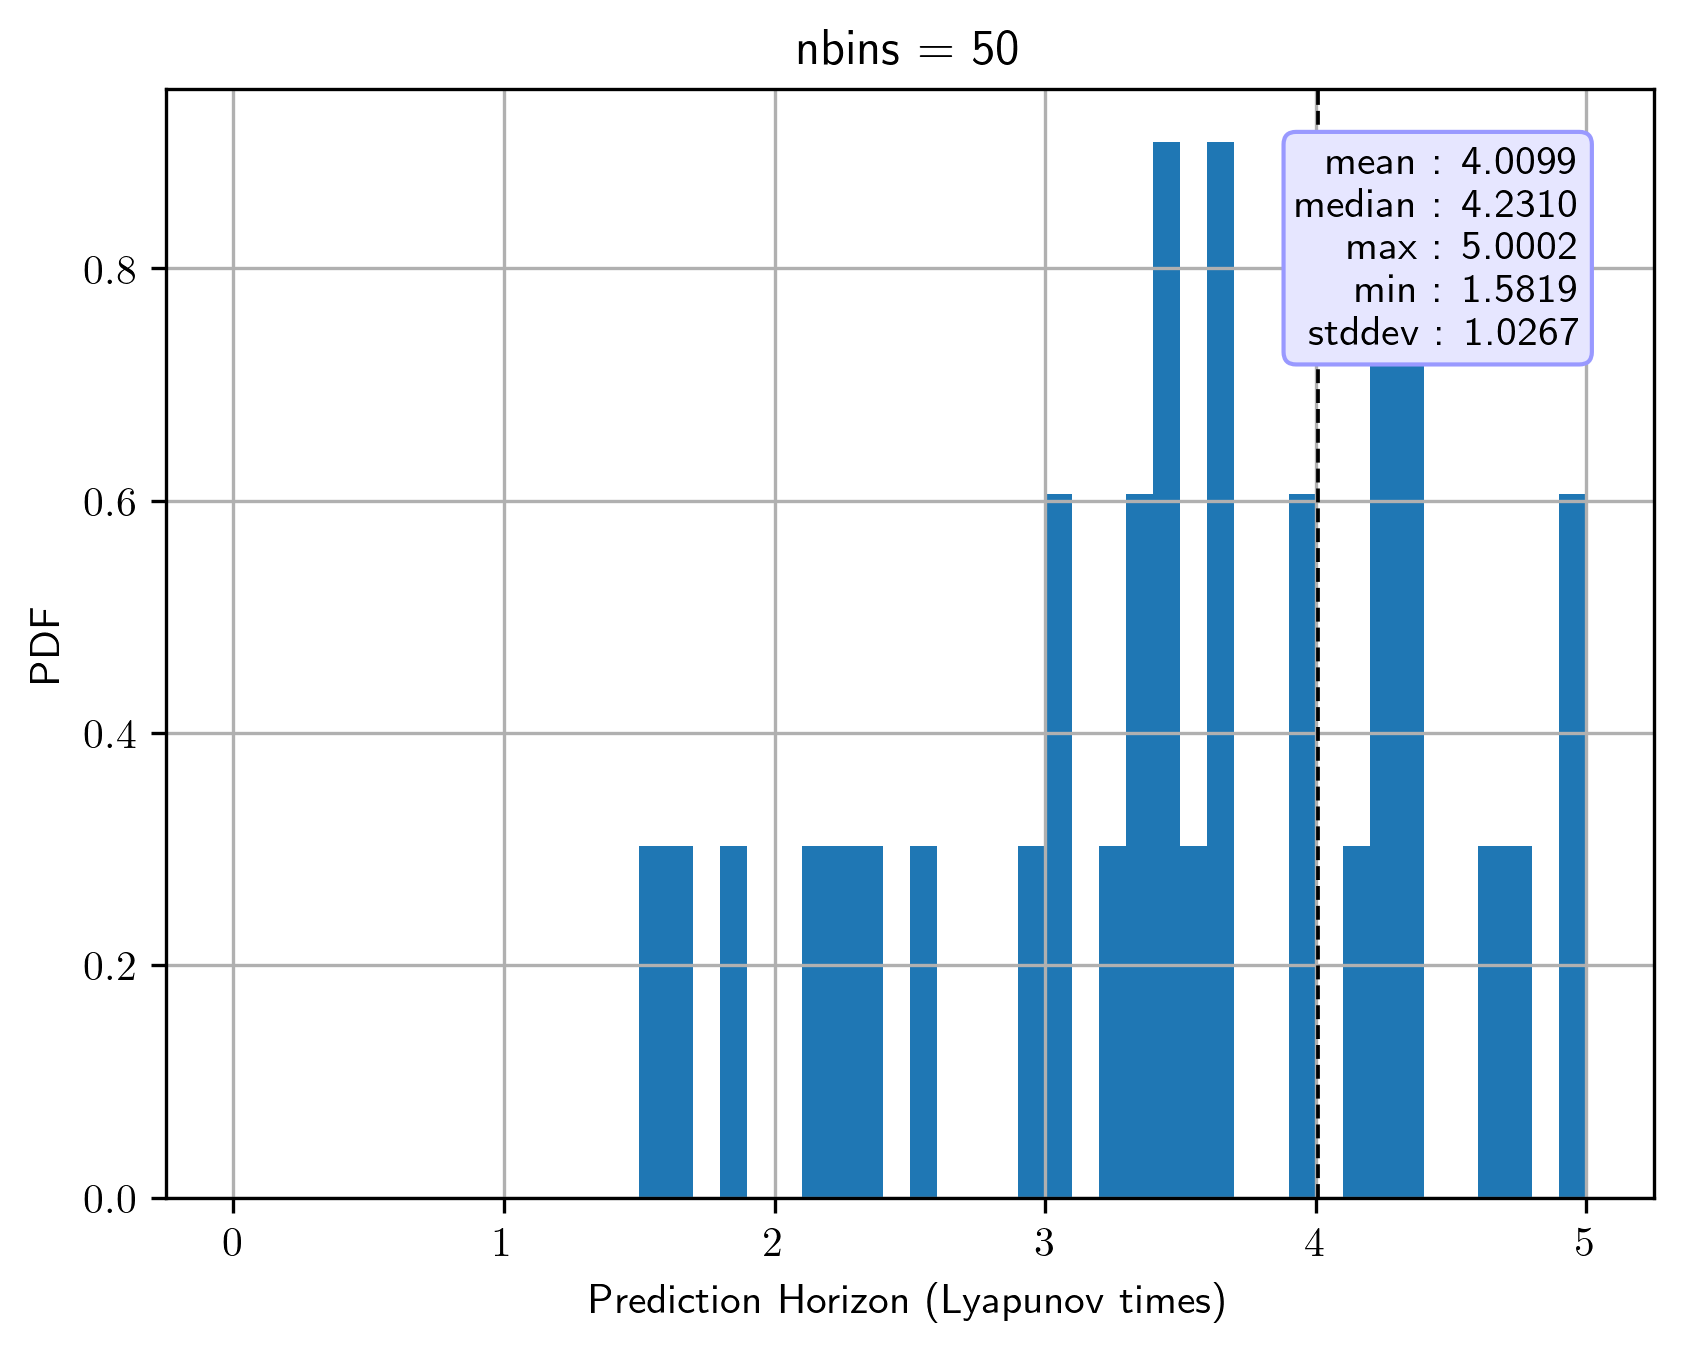 nbins = 50
mean : 4.0099
median : 4.2310
max : 5.0002
min : 1.5819
stddev : 1.0267
PDF
0.8
0.6
0.4
0.2
0.0
0 1 2 3 4 5
Prediction Horizon (Lyapunov times)